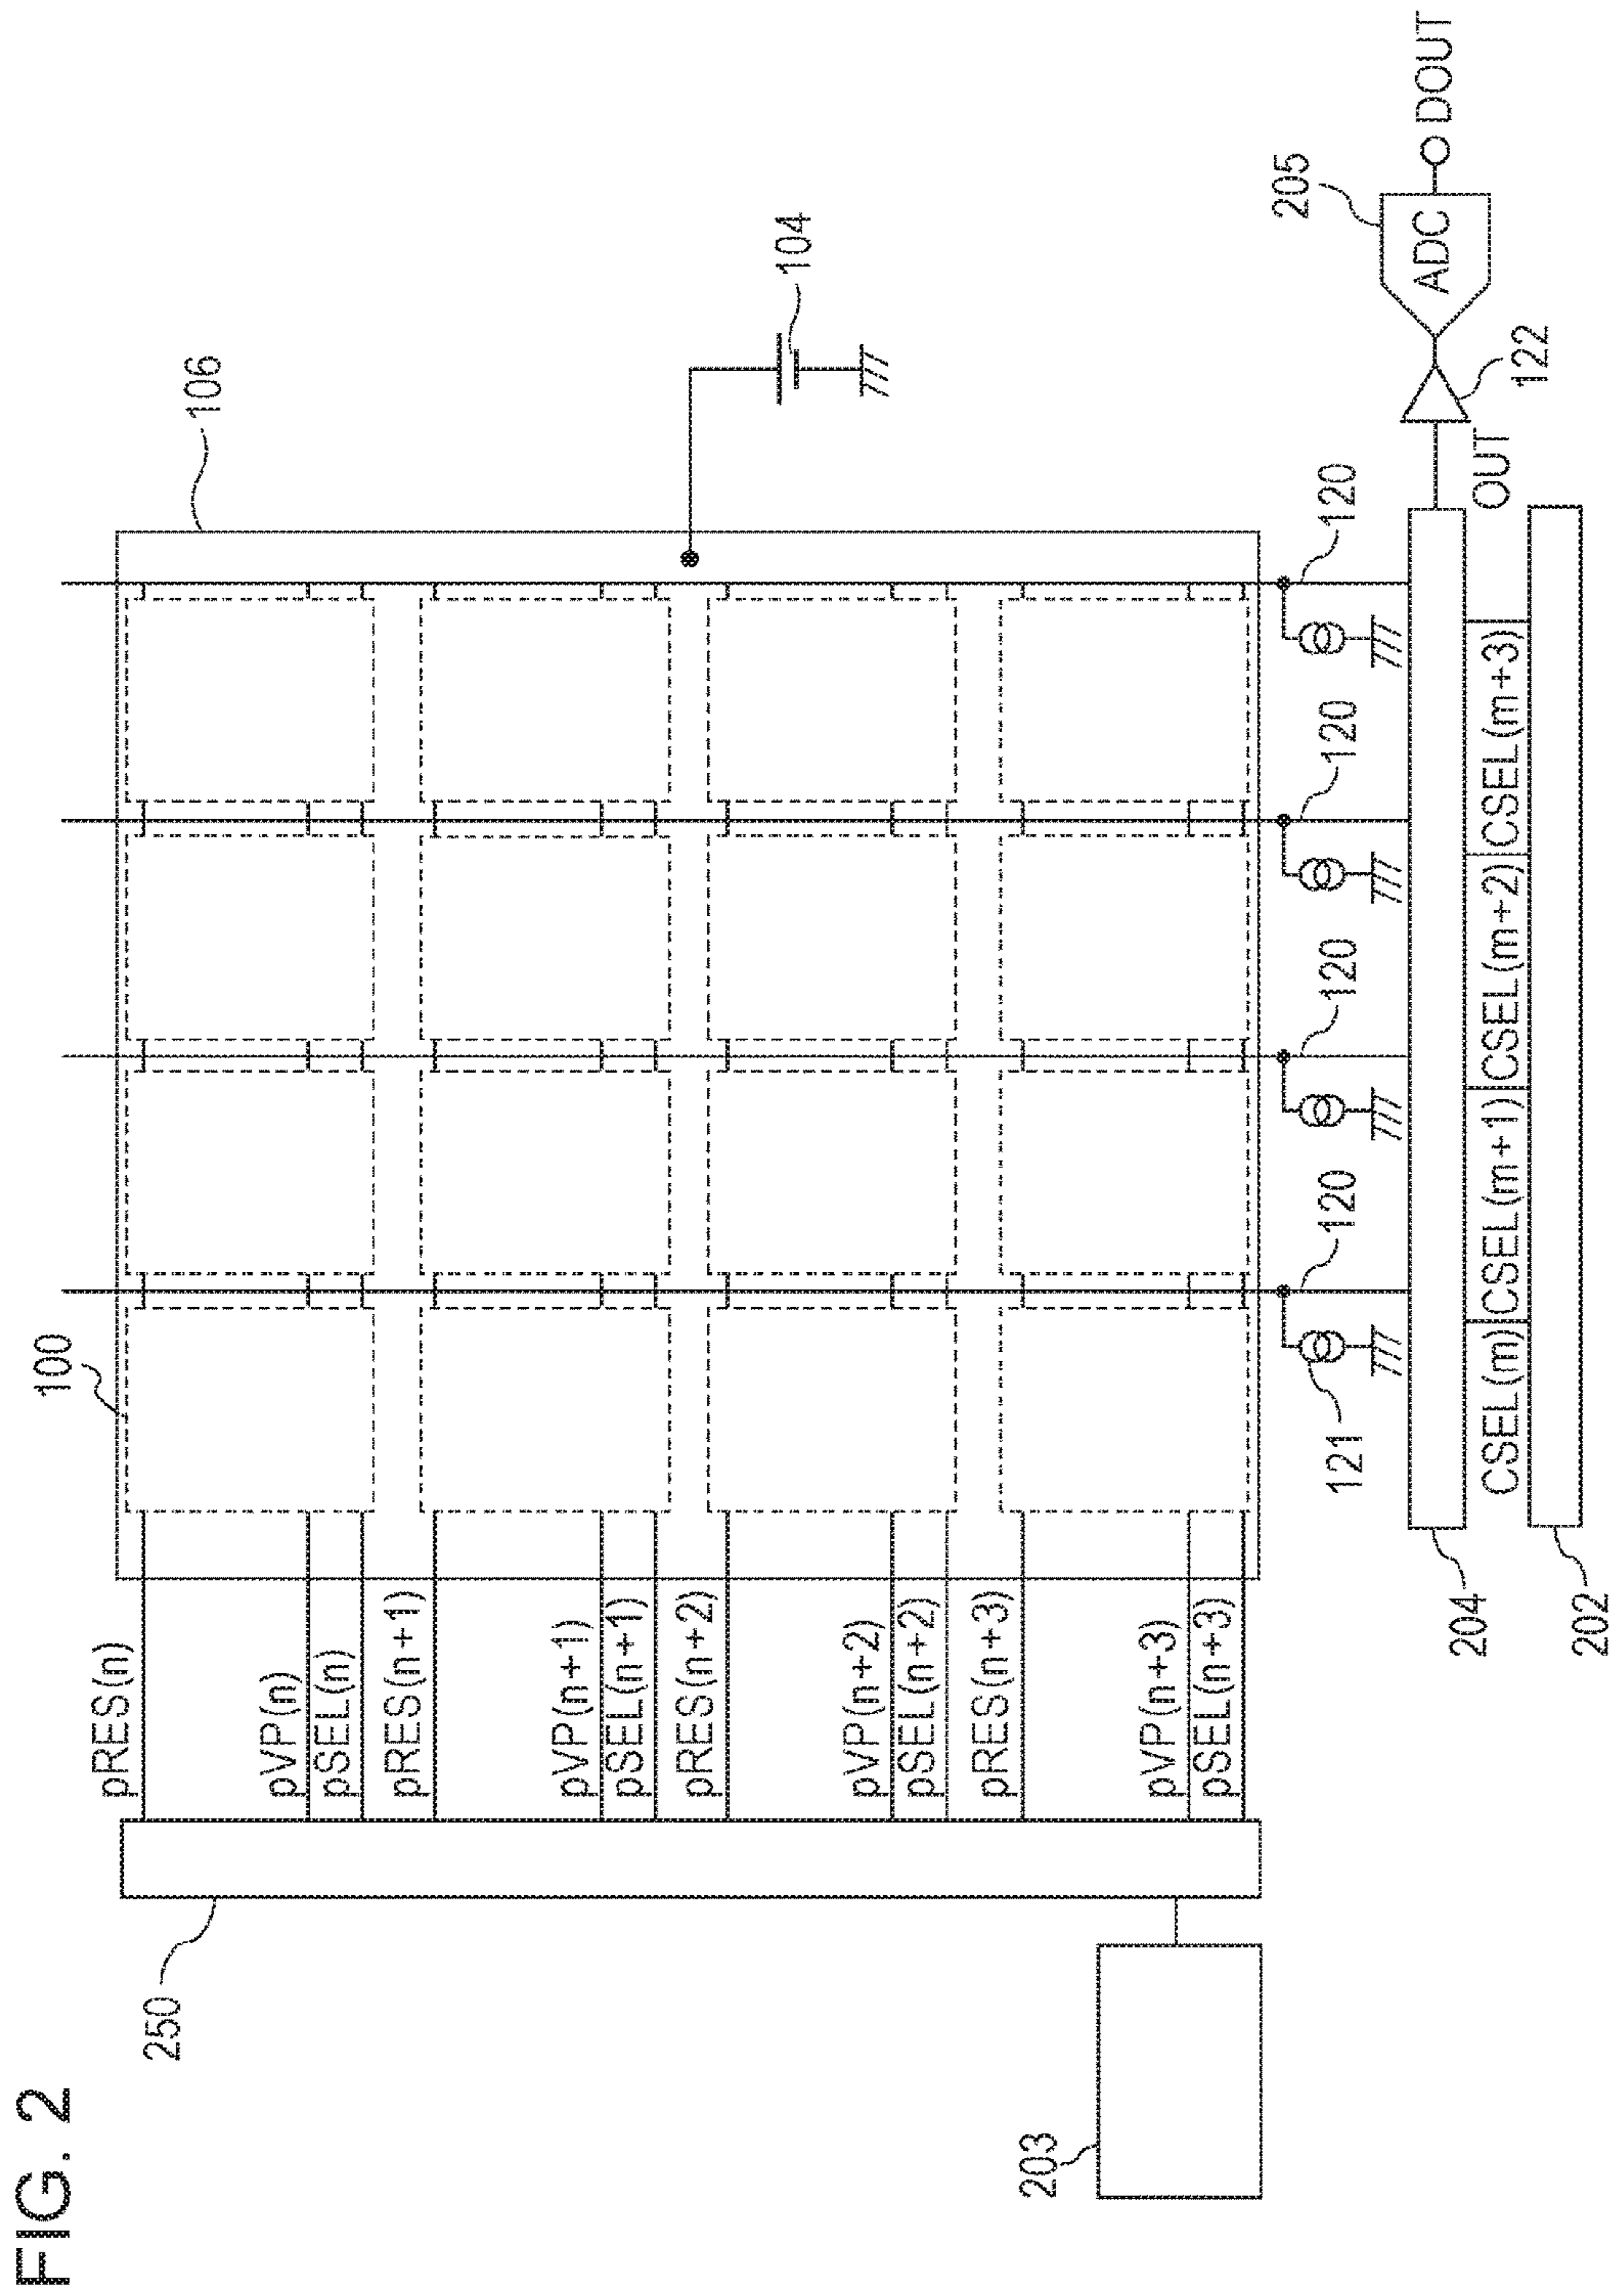 FIG. 2
100
106
250
203
pRES(n)
pVP(n)
pSEL(n)
pRES(n+1)
pVP(n+1)
pSEL(n+1)
pRES(n+2)
pVP(n+2)
pSEL(n+2)
pRES(n+3)
pVP(n+3)
pSEL(n+3)
104
121
120
120
120
120
205
ADC
DOUT
122
OUT
204
CSEL(m)
CSEL(m+1)
CSEL(m+2)
CSEL(m+3)
202